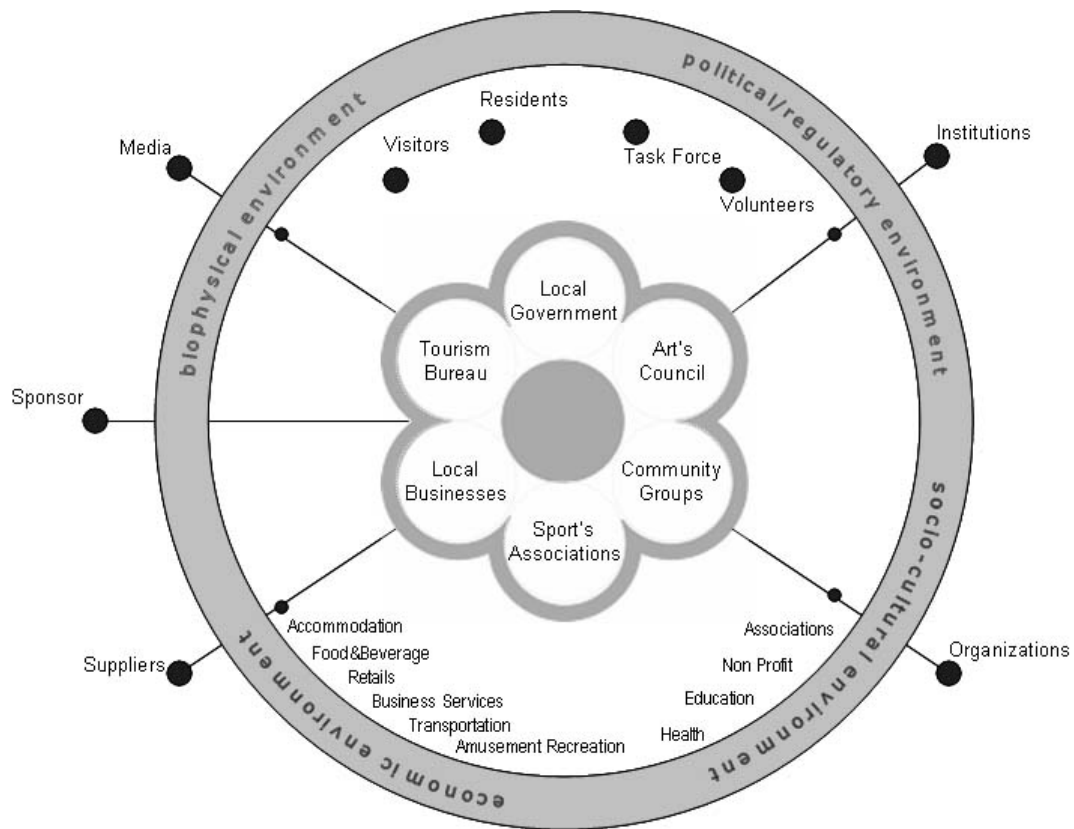 political/regulatory environment
biophysical environment
Residents
Media
Visitors
Task Force
Institutions
Volunteers
Local
Government
Tourism
Bureau
Art's
Council
Sponsor
Local
Businesses
Community
Groups
Sport's
Associations
socio-cultural environment
economic environment
Accommodation
Associations
Food&Beverage
Non Profit
Suppliers
Organizations
Retails
Business Services
Education
Transportation
Health
Amusement Recreation